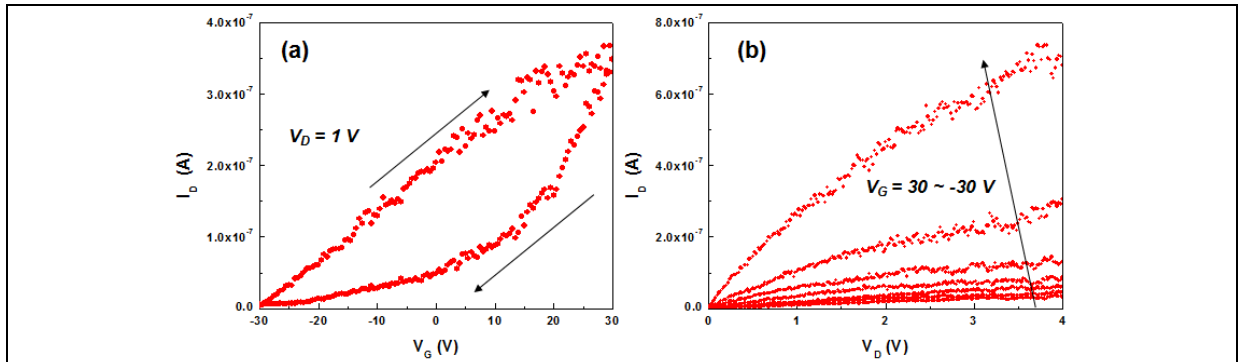 (a)
4.0x10⁻⁷
3.0x10⁻⁷
2.0x10⁻⁷
1.0x10⁻⁷
0.0
I_D (A)
V_D = 1 V
-30 -20 -10 0 10 20 30
V_G (V)
(b)
8.0x10⁻⁷
6.0x10⁻⁷
4.0x10⁻⁷
2.0x10⁻⁷
0.0
I_D (A)
V_G = 30 ~ -30 V
0 1 2 3 4
V_D (V)